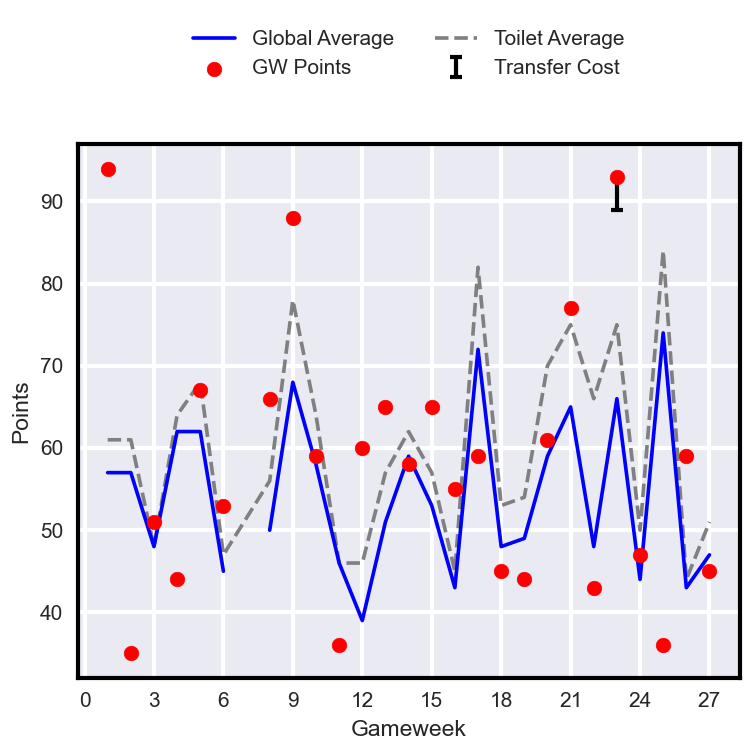 Global Average
GW Points
Toilet Average
Transfer Cost
90
80
70
60
50
40
Points
0 3 6 9 12 15 18 21 24 27
Gameweek